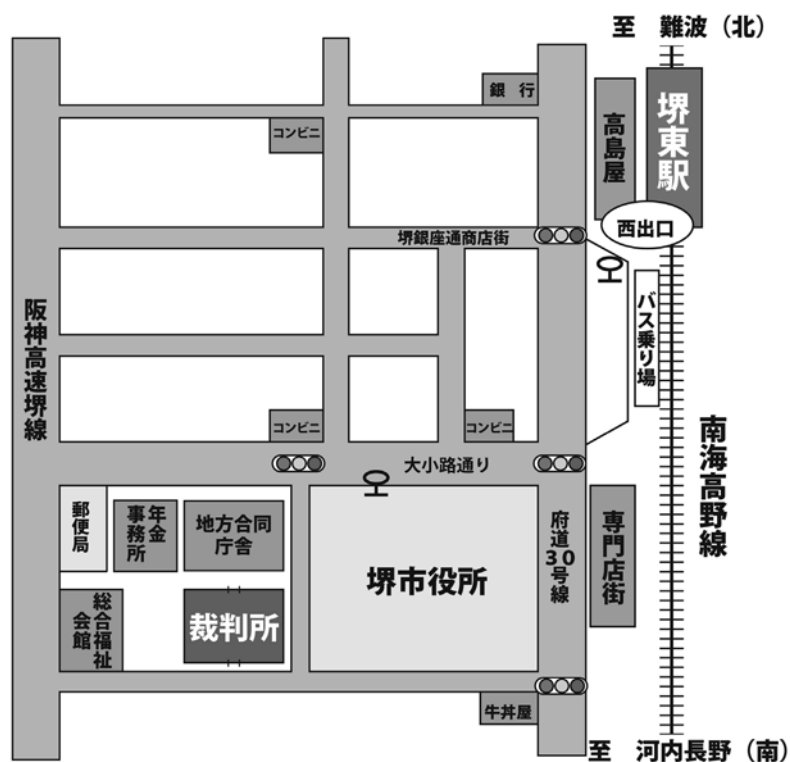 至　難波（北）
銀　行
コンビニ
高島屋
堺東駅
西出口
堺銀座通商店街
バス乗り場
阪神高速堺線
コンビニ
コンビニ
大小路通り
南海高野線
郵便局
年金
事務所
地方合同
庁舎
堺市役所
府道30号線
専門店街
総合福祉
会館
裁判所
牛丼屋
至　河内長野（南）